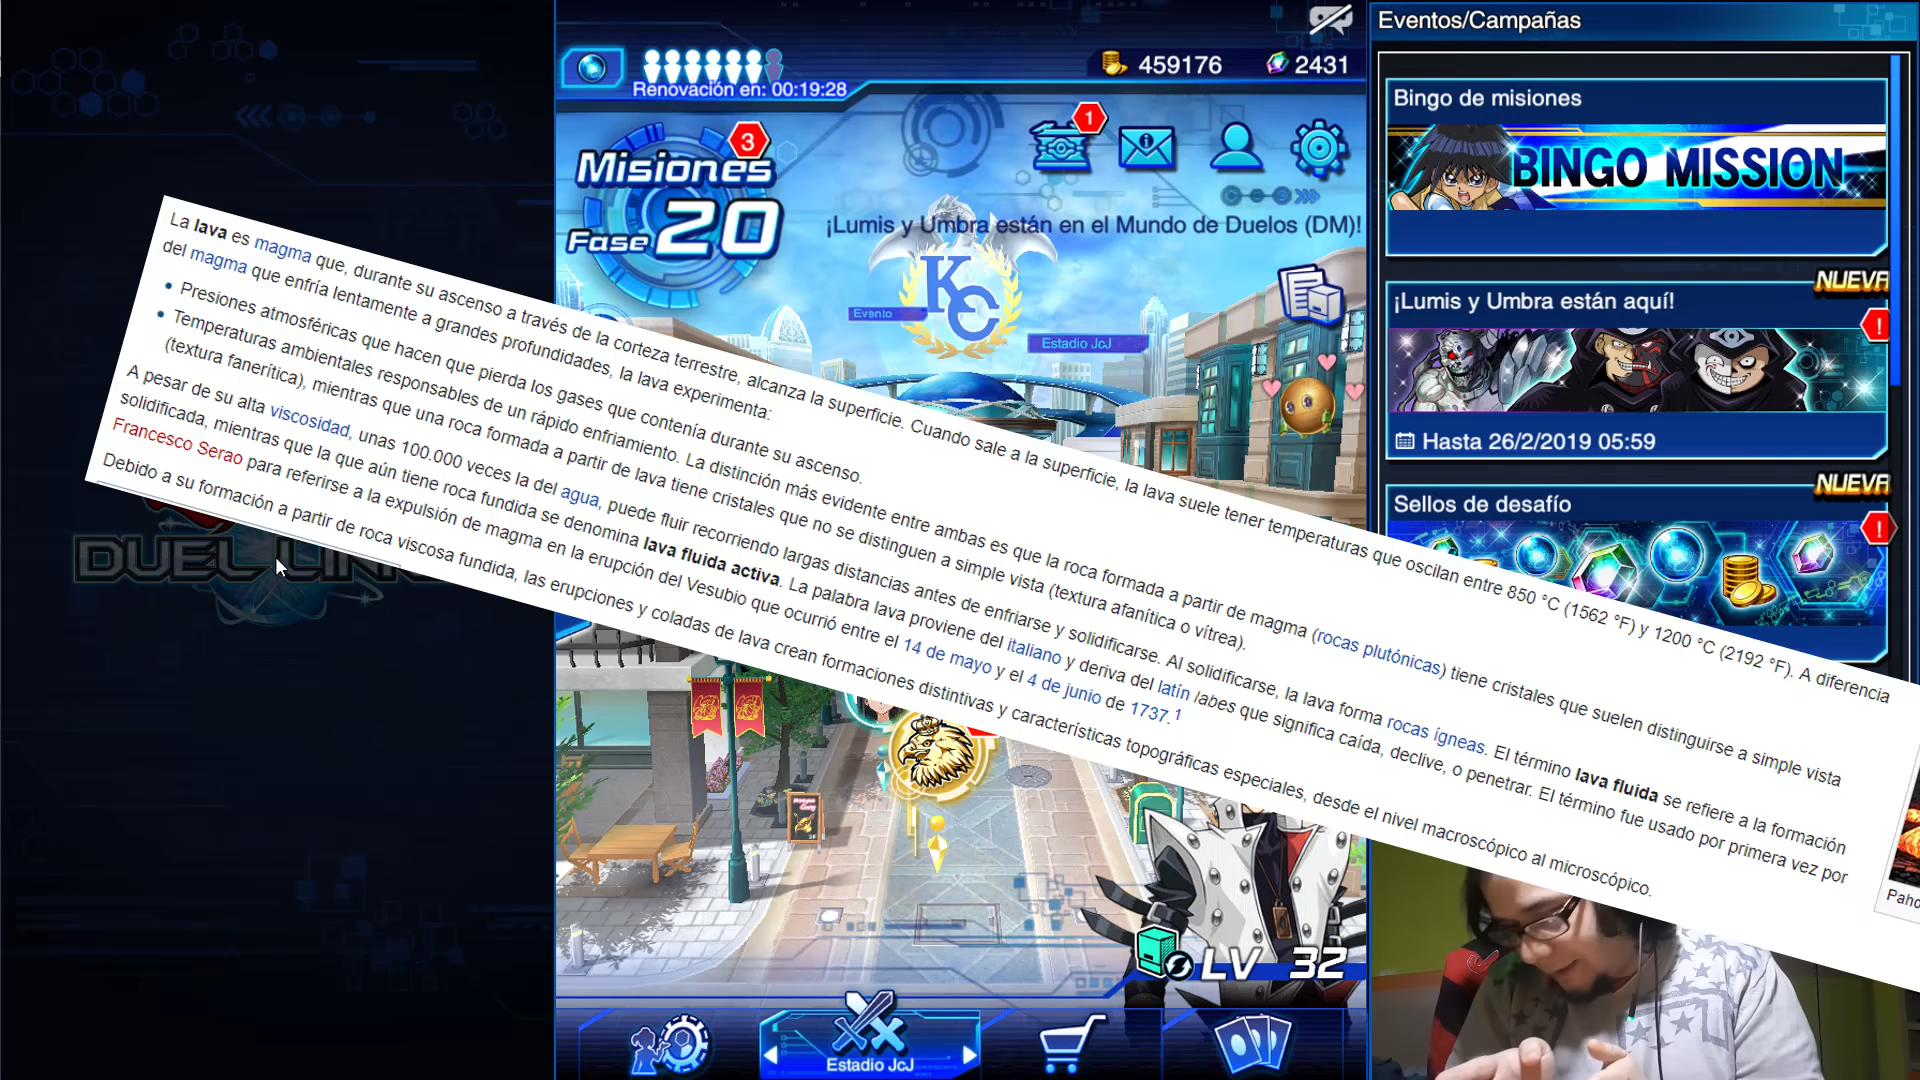 Eventos/Campañas
459176
2431
Renovación en: 00:19:28
Bingo de misiones
BINGO MISSION
3
1
Misiones
Fase 20
¡Lumis y Umbra están en el Mundo de Duelos (DM)!
KC
Evento
Estadio JcJ
NUEVA
¡Lumis y Umbra están aquí!
!
Hasta 26/2/2019 05:59
NUEVA
Sellos de desafío
!
La lava es magma que, durante su ascenso a través de la corteza terrestre, alcanza la superficie. Cuando sale a la superficie, la lava suele tener temperaturas que oscilan entre 850 °C (1562 °F) y 1200 °C (2192 °F). A diferencia
del magma que enfría lentamente a grandes profundidades, la lava experimenta:
• Presiones atmosféricas que hacen que pierda los gases que contenía durante su ascenso.
• Temperaturas ambientales responsables de un rápido enfriamiento. La distinción más evidente entre ambas es que la roca formada a partir de magma (rocas plutónicas) tiene cristales que suelen distinguirse a simple vista
(textura fanerítica), mientras que una roca formada a partir de lava tiene cristales que no se distinguen a simple vista (textura afanítica o vítrea).
A pesar de su alta viscosidad, unas 100.000 veces la del agua, puede fluir recorriendo largas distancias antes de enfriarse y solidificarse. Al solidificarse, la lava forma rocas ígneas. El término lava fluida se refiere a la formación
solidificada, mientras que la que aún tiene roca fundida se denomina lava fluida activa. La palabra lava proviene del italiano y deriva del latín labes que significa caída, declive, o penetrar. El término fue usado por primera vez por
Francesco Serao para referirse a la expulsión de magma en la erupción del Vesubio que ocurrió entre el 14 de mayo y el 4 de junio de 1737.1
Debido a su formación a partir de roca viscosa fundida, las erupciones y coladas de lava crean formaciones distintivas y características topográficas especiales, desde el nivel macroscópico al microscópico.
Paho
DUEL LINK
LV 32
Estadio JcJ